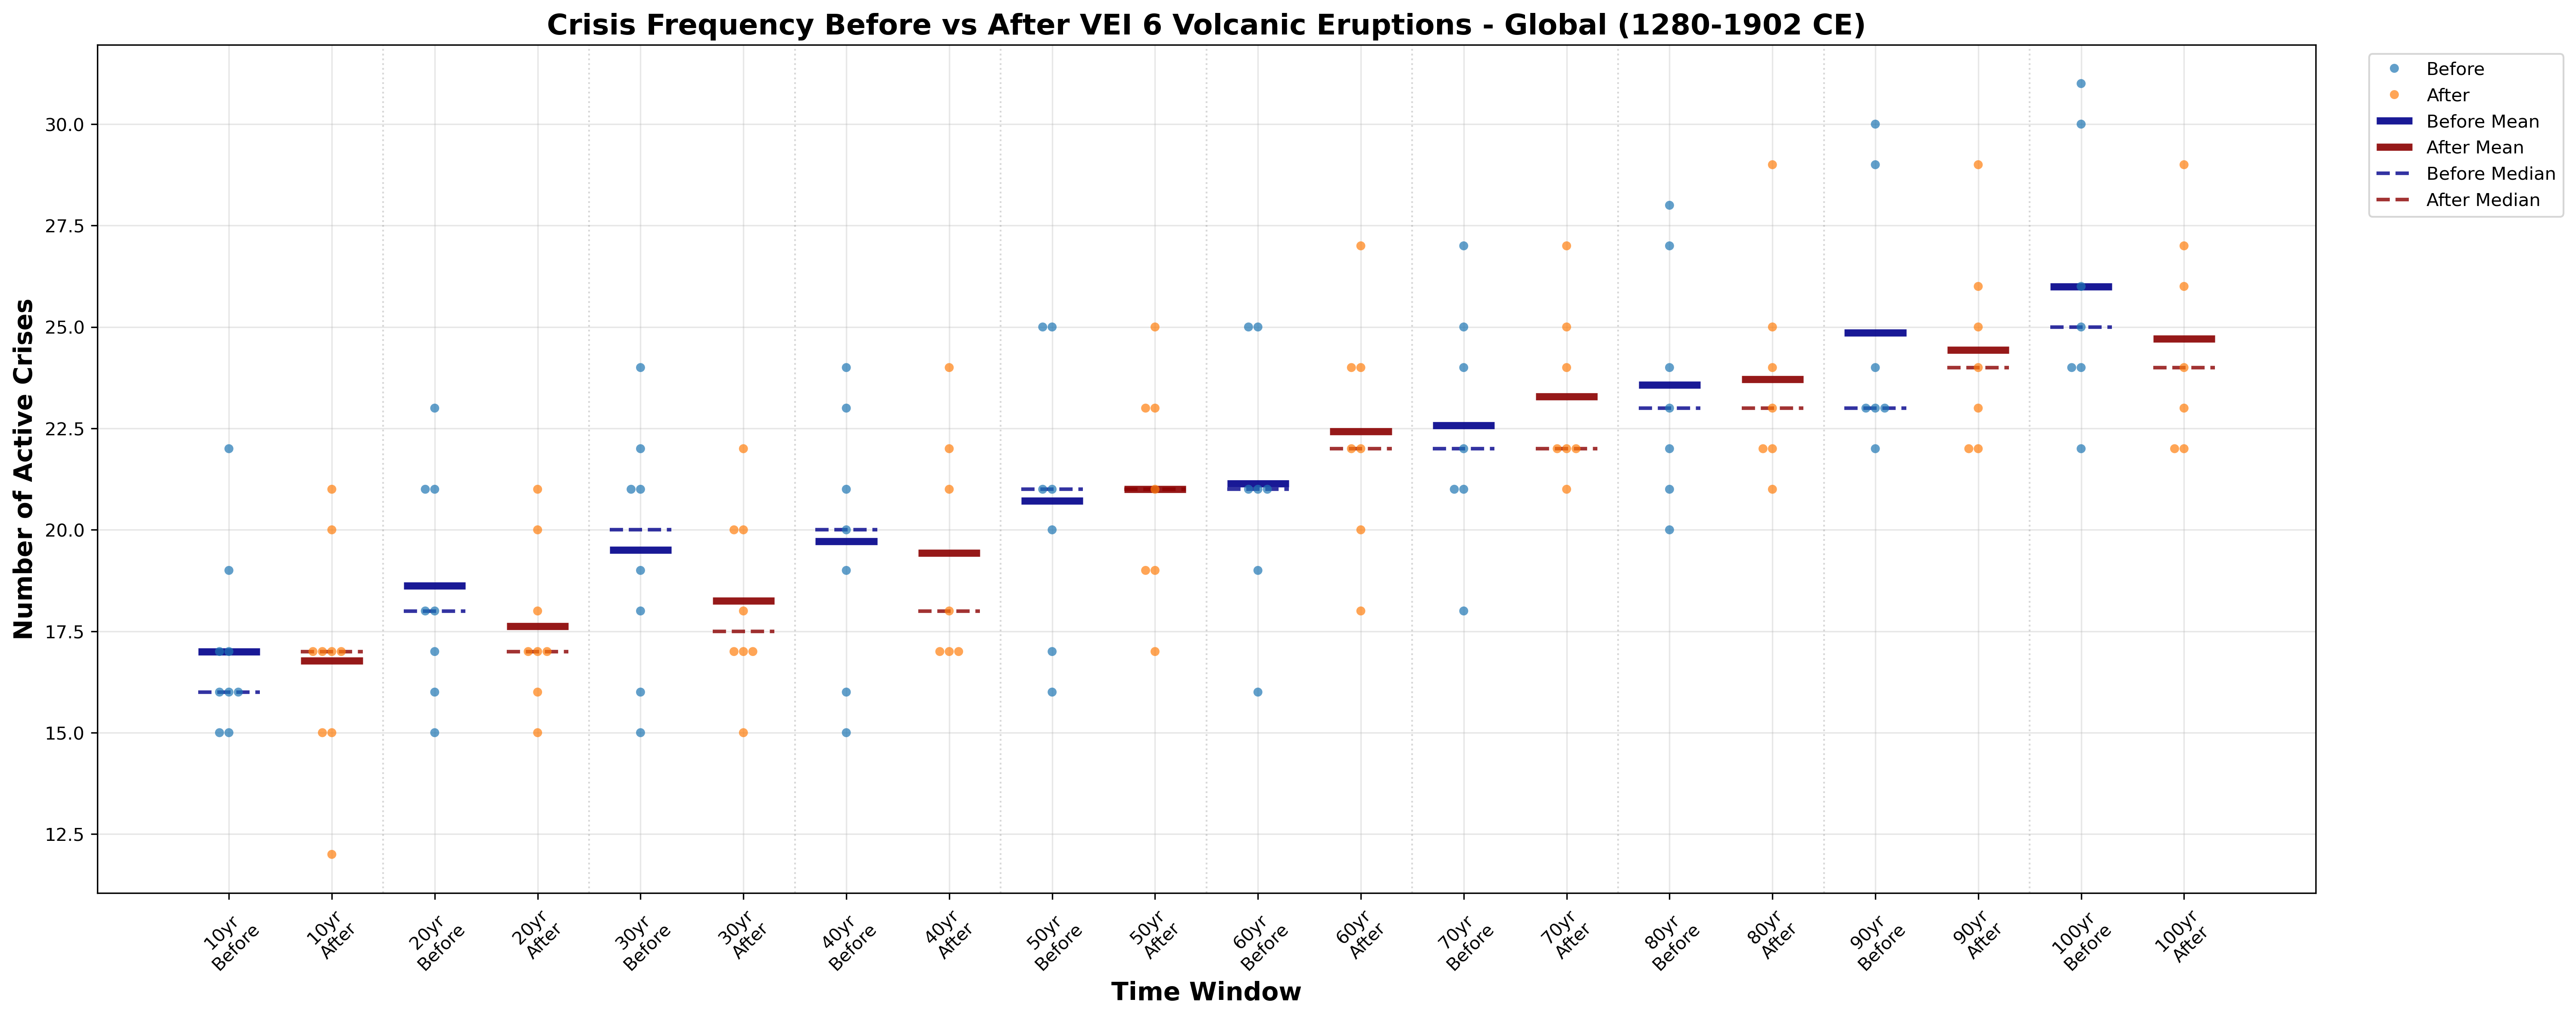 Crisis Frequency Before vs After VEI 6 Volcanic Eruptions - Global (1280-1902 CE)
Number of Active Crises
30.0
27.5
25.0
22.5
20.0
17.5
15.0
12.5
10yr
Before
10yr
After
20yr
Before
20yr
After
30yr
Before
30yr
After
40yr
Before
40yr
After
50yr
Before
50yr
After
60yr
Before
60yr
After
70yr
Before
70yr
After
80yr
Before
80yr
After
90yr
Before
90yr
After
100yr
Before
100yr
After
Time Window
Before
After
Before Mean
After Mean
Before Median
After Median